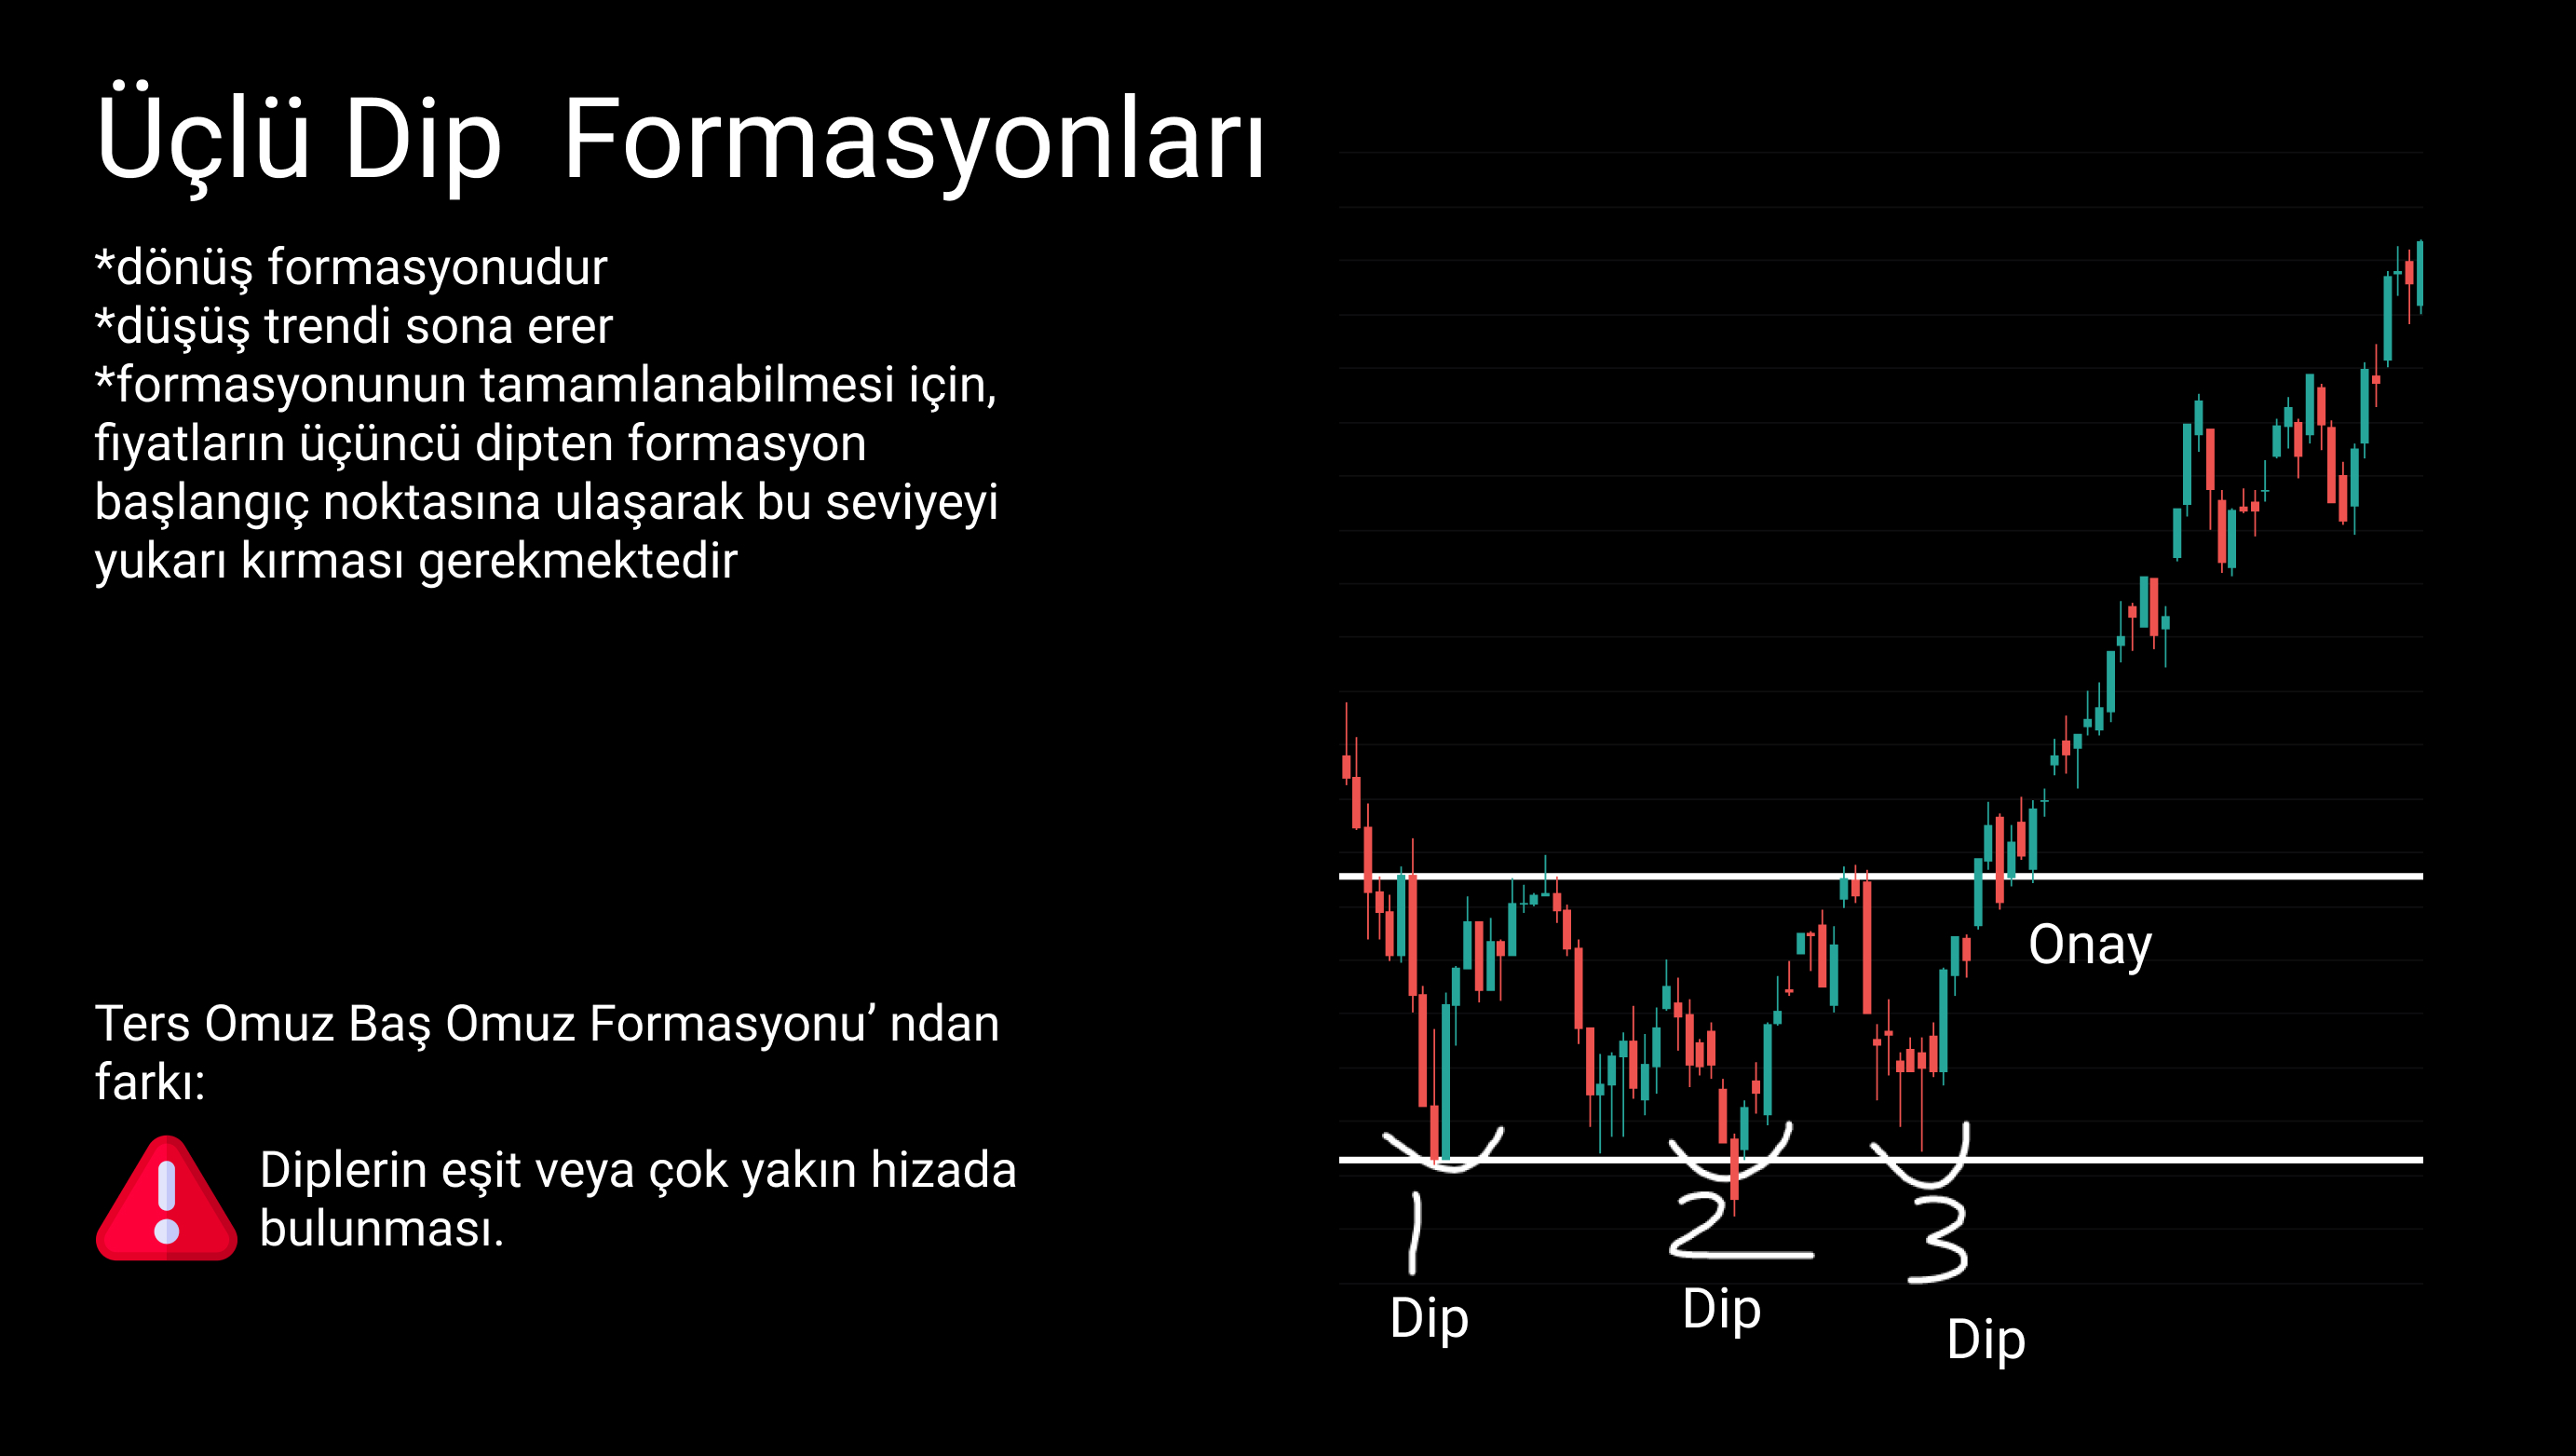 Üçlü Dip  Formasyonları
*dönüş formasyonudur
*düşüş trendi sona erer
*formasyonunun tamamlanabilmesi için,
fiyatların üçüncü dipten formasyon
başlangıç noktasına ulaşarak bu seviyeyi
yukarı kırması gerekmektedir
Ters Omuz Baş Omuz Formasyonu’ ndan
farkı:
Diplerin eşit veya çok yakın hizada
bulunması.
Onay
1
2
3
Dip
Dip
Dip